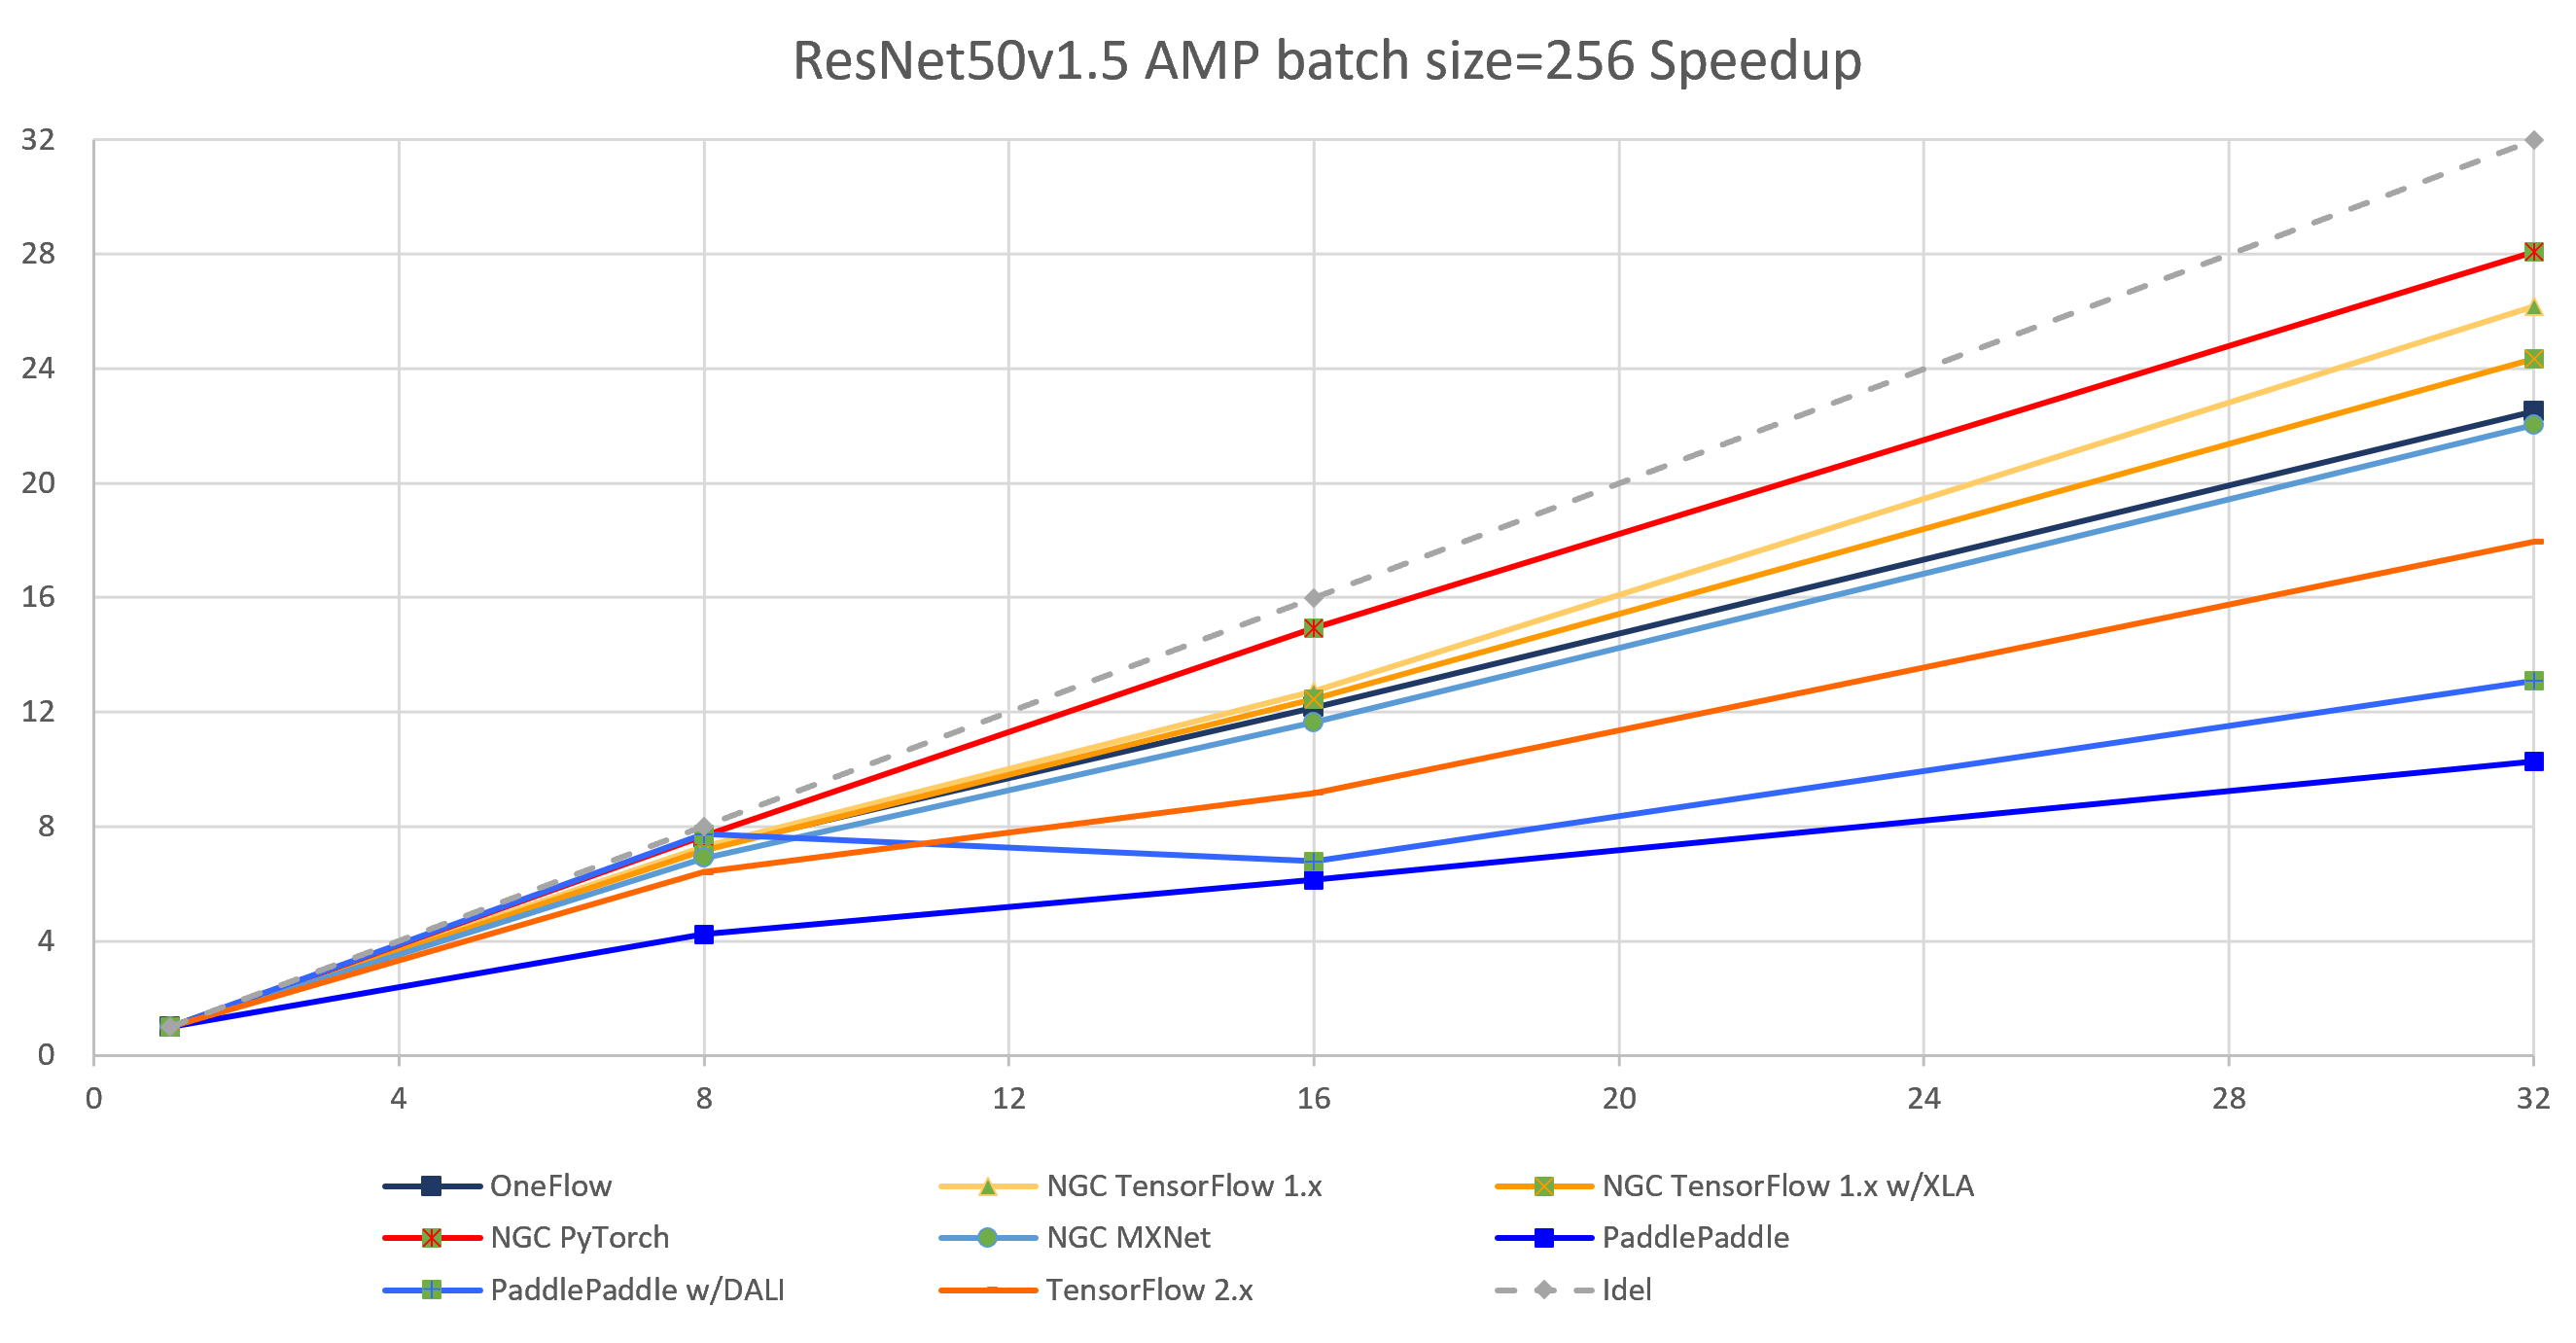 ResNet50v1.5 AMP batch size=256 Speedup
32
28
24
20
16
12
8
4
0
0 4 8 12 16 20 24 28 32
OneFlow NGC TensorFlow 1.x NGC TensorFlow 1.x w/XLA
NGC PyTorch NGC MXNet PaddlePaddle
PaddlePaddle w/DALI TensorFlow 2.x Idel